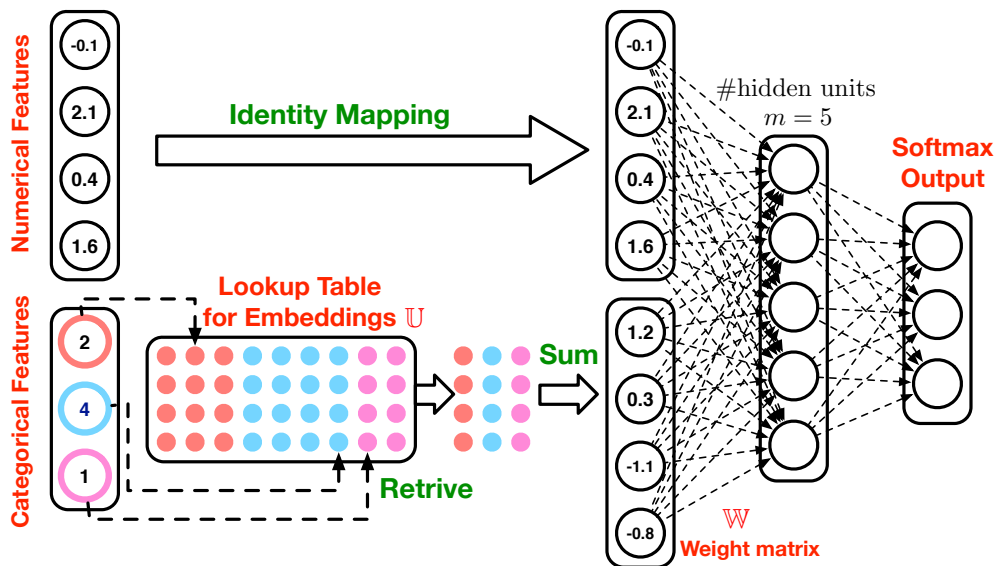 Numerical Features
-0.1
2.1
0.4
1.6
Identity Mapping
-0.1
2.1
0.4
1.6
#hidden units
m = 5
Softmax
Output
Categorical Features
2
4
1
Lookup Table
for Embeddings 𝕌
Retrive
Sum
1.2
0.3
-1.1
-0.8
𝕎
Weight matrix